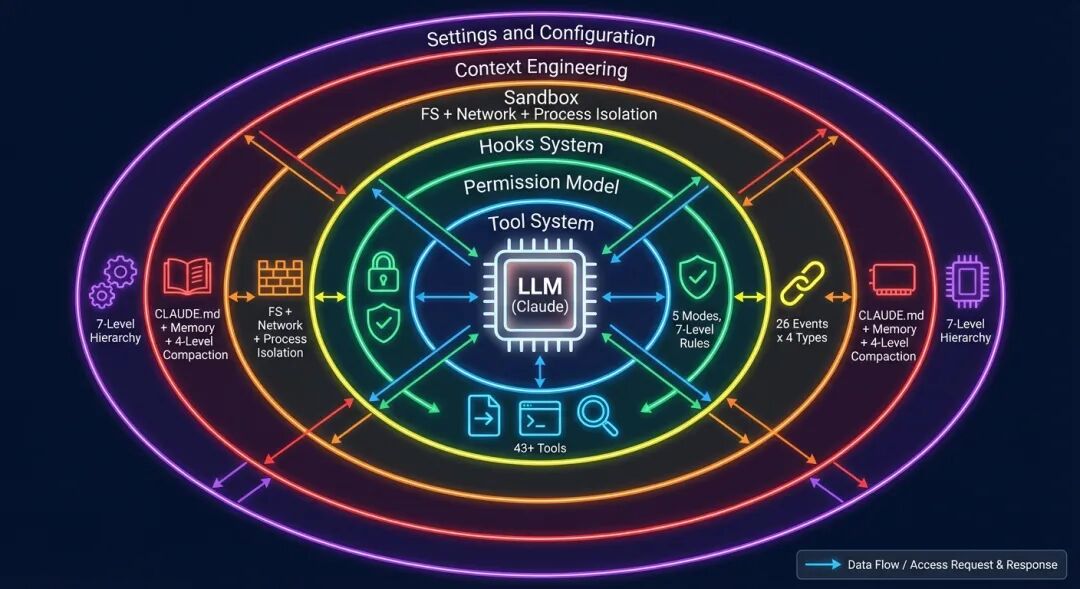 Settings and Configuration
Context Engineering
Sandbox
FS + Network + Process Isolation
Hooks System
Permission Model
Tool System
LLM
(Claude)
7-Level
Hierarchy
CLAUDE.md
+ Memory
+ 4-Level
Compaction
FS +
Network
+ Process
Isolation
5 Modes,
7-Level
Rules
26 Events
x 4 Types
CLAUDE.md
+ Memory
+ 4-Level
Compaction
7-Level
Hierarchy
>_
43+ Tools
Data Flow / Access Request & Response